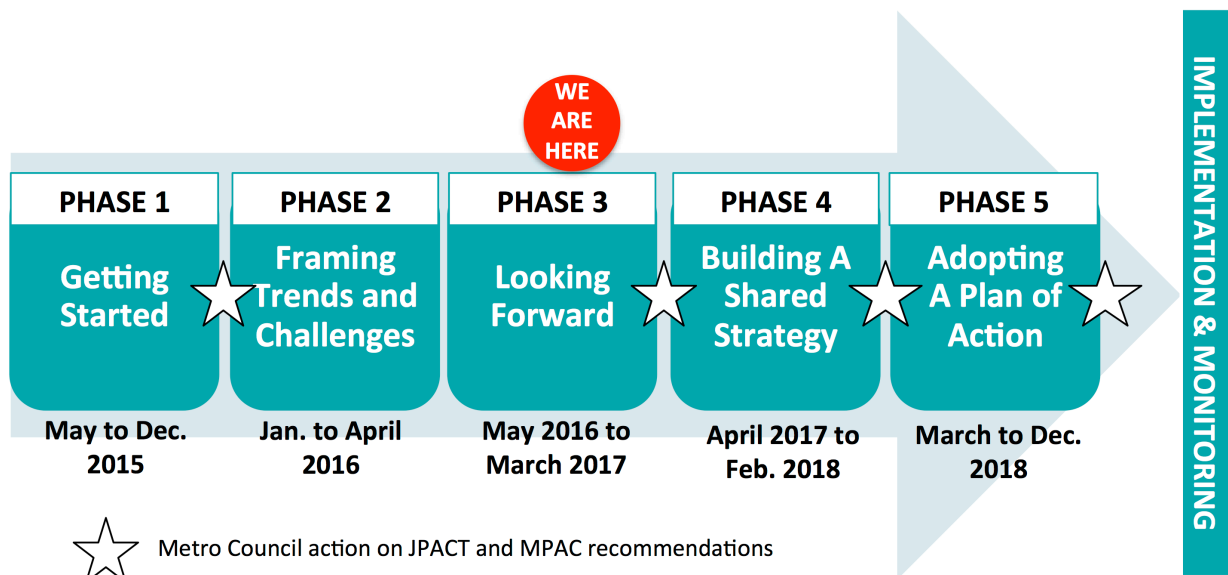 WE
ARE
HERE
PHASE 1
Getting
Started
May to Dec.
2015
PHASE 2
Framing
Trends and
Challenges
Jan. to April
2016
PHASE 3
Looking
Forward
May 2016 to
March 2017
PHASE 4
Building A
Shared
Strategy
April 2017 to
Feb. 2018
PHASE 5
Adopting
A Plan of
Action
March to Dec.
2018
IMPLEMENTATION & MONITORING
Metro Council action on JPACT and MPAC recommendations